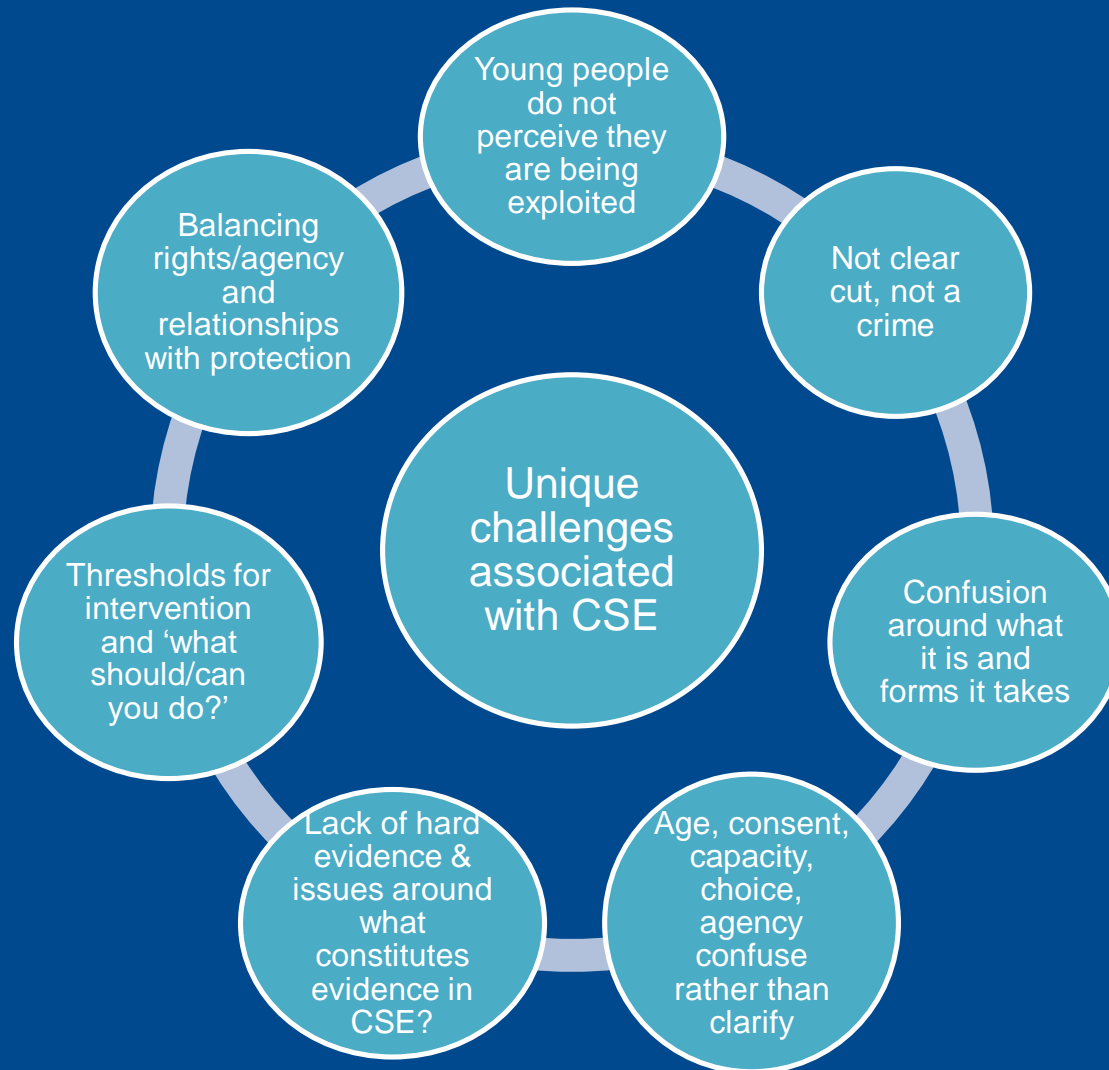 Young people
do not
perceive they
are being
exploited
Not clear
cut, not a
crime
Confusion
around what
it is and
forms it takes
Age, consent,
capacity,
choice,
agency
confuse
rather than
clarify
Lack of hard
evidence &
issues around
what
constitutes
evidence in
CSE?
Thresholds for
intervention
and ‘what
should/can
you do?’
Balancing
rights/agency
and
relationships
with protection
Unique
challenges
associated
with CSE